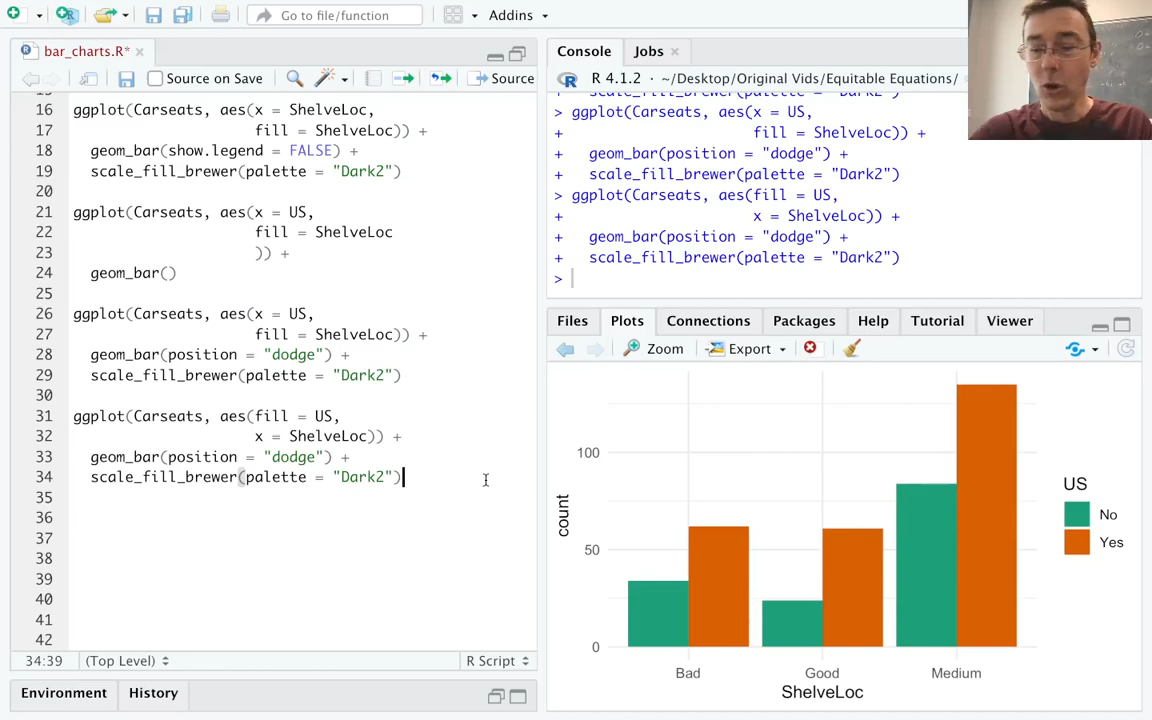 Go to file/function
Addins
bar_charts.R*
Source on Save
Source
15
16 ggplot(Carseats, aes(x = ShelveLoc,
17 fill = ShelveLoc)) +
18 geom_bar(show.legend = FALSE) +
19 scale_fill_brewer(palette = "Dark2")
20
21 ggplot(Carseats, aes(x = US,
22 fill = ShelveLoc
23 )) +
24 geom_bar()
25
26 ggplot(Carseats, aes(x = US,
27 fill = ShelveLoc)) +
28 geom_bar(position = "dodge") +
29 scale_fill_brewer(palette = "Dark2")
30
31 ggplot(Carseats, aes(fill = US,
32 x = ShelveLoc)) +
33 geom_bar(position = "dodge") +
34 scale_fill_brewer(palette = "Dark2")
35
36
37
38
39
40
41
42
34:39 (Top Level) R Script
Environment History
Console Jobs
R 4.1.2 · ~/Desktop/Original Vids/Equitable Equations/
+ scale_fill_brewer(palette = "Dark2")
> ggplot(Carseats, aes(x = US,
+ fill = ShelveLoc)) +
+ geom_bar(position = "dodge") +
+ scale_fill_brewer(palette = "Dark2")
> ggplot(Carseats, aes(fill = US,
+ x = ShelveLoc)) +
+ geom_bar(position = "dodge") +
+ scale_fill_brewer(palette = "Dark2")
>
Files Plots Connections Packages Help Tutorial Viewer
Zoom Export
100
50
0
count
Bad Good Medium
ShelveLoc
US
No
Yes